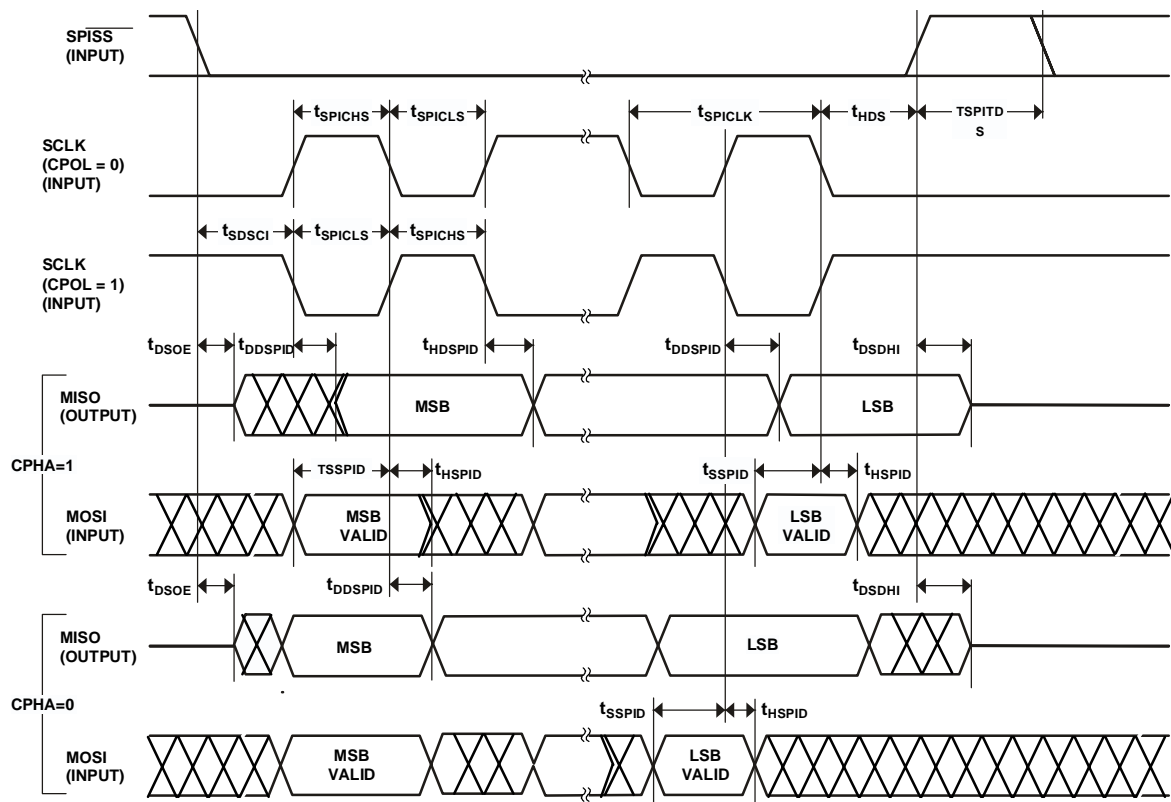 SPISS
(INPUT)
tSPICHS
tSPICLS
tSPICLK
tHDS
TSPITD
S
SCLK
(CPOL = 0)
(INPUT)
tSDSCI
tSPICLS
tSPICHS
SCLK
(CPOL = 1)
(INPUT)
tDSOE
tDDSPID
tHDSPID
tDDSPID
tDSDHI
MISO
(OUTPUT)
MSB
LSB
CPHA=1
TSSPID
tHSPID
tSSPID
tHSPID
MOSI
(INPUT)
MSB
VALID
LSB
VALID
tDSOE
tDDSPID
tDSDHI
MISO
(OUTPUT)
MSB
LSB
CPHA=0
tSSPID
tHSPID
MOSI
(INPUT)
MSB
VALID
LSB
VALID